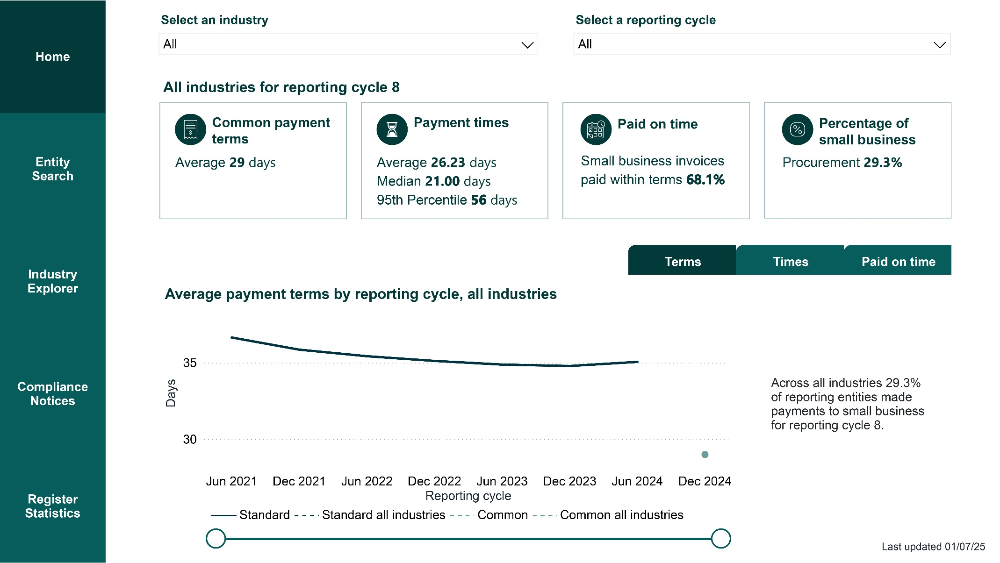 Home
Entity
Search
Industry
Explorer
Compliance
Notices
Register
Statistics
Select an industry
All
Select a reporting cycle
All
All industries for reporting cycle 8
Common payment
terms
Average 29 days
Payment times
Average 26.23 days
Median 21.00 days
95th Percentile 56 days
Paid on time
Small business invoices
paid within terms 68.1%
Percentage of
small business
Procurement 29.3%
Terms
Times
Paid on time
Average payment terms by reporting cycle, all industries
35
30
Days
Jun 2021 Dec 2021 Jun 2022 Dec 2022 Jun 2023 Dec 2023 Jun 2024 Dec 2024
Reporting cycle
Standard Standard all industries Common Common all industries
Across all industries 29.3%
of reporting entities made
payments to small business
for reporting cycle 8.
Last updated 01/07/25